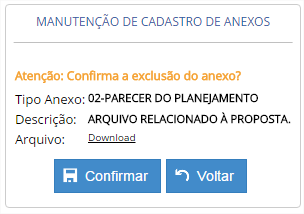 MANUTENÇÃO DE CADASTRO DE ANEXOS
Atenção: Confirma a exclusão do anexo?
Tipo Anexo: 02-PARECER DO PLANEJAMENTO
Descrição: ARQUIVO RELACIONADO À PROPOSTA.
Arquivo: Download
Confirmar Voltar